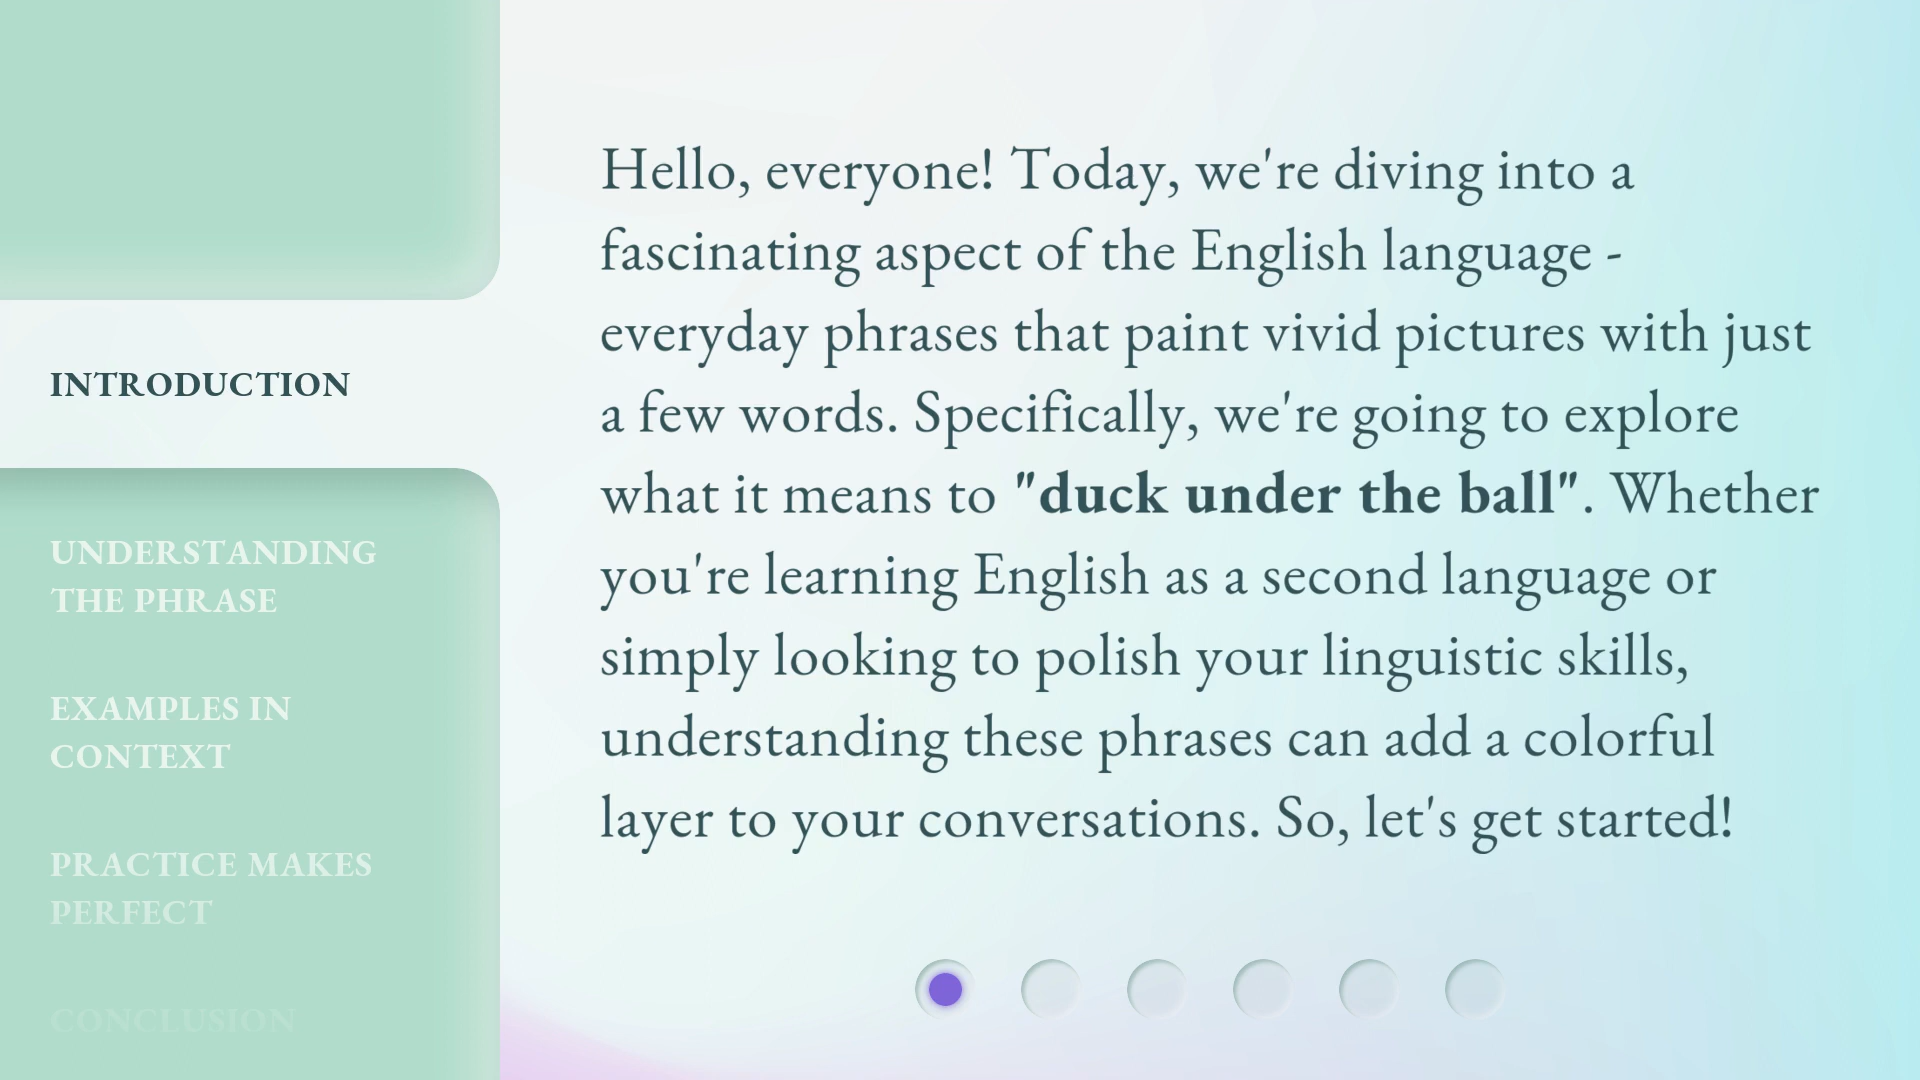 INTRODUCTION
UNDERSTANDING
THE PHRASE
EXAMPLES IN
CONTEXT
PRACTICE MAKES
PERFECT
CONCLUSION
Hello, everyone! Today, we're diving into a
fascinating aspect of the English language -
everyday phrases that paint vivid pictures with just
a few words. Specifically, we're going to explore
what it means to "duck under the ball". Whether
you're learning English as a second language or
simply looking to polish your linguistic skills,
understanding these phrases can add a colorful
layer to your conversations. So, let's get started!